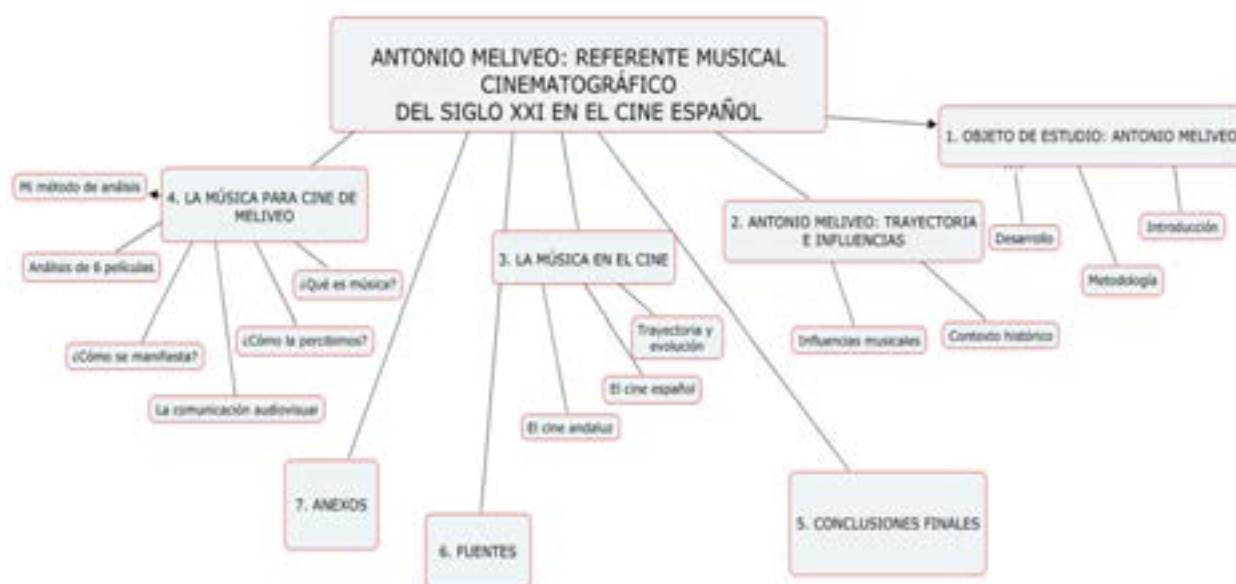 ANTONIO MELIVEO: REFERENTE MUSICAL
CINEMATOGRÁFICO
DEL SIGLO XXI EN EL CINE ESPAÑOL
1. OBJETO DE ESTUDIO: ANTONIO MELIVEO
Introducción
Metodología
Desarrollo
2. ANTONIO MELIVEO: TRAYECTORIA
E INFLUENCIAS
Contexto histórico
Influencias musicales
3. LA MÚSICA EN EL CINE
Trayectoria y
evolución
El cine español
El cine andaluz
4. LA MÚSICA PARA CINE DE
MELIVEO
Mi método de análisis
Análisis de 6 películas
¿Qué es música?
¿Cómo la percibimos?
¿Cómo se manifiesta?
La comunicación audiovisual
5. CONCLUSIONES FINALES
6. FUENTES
7. ANEXOS